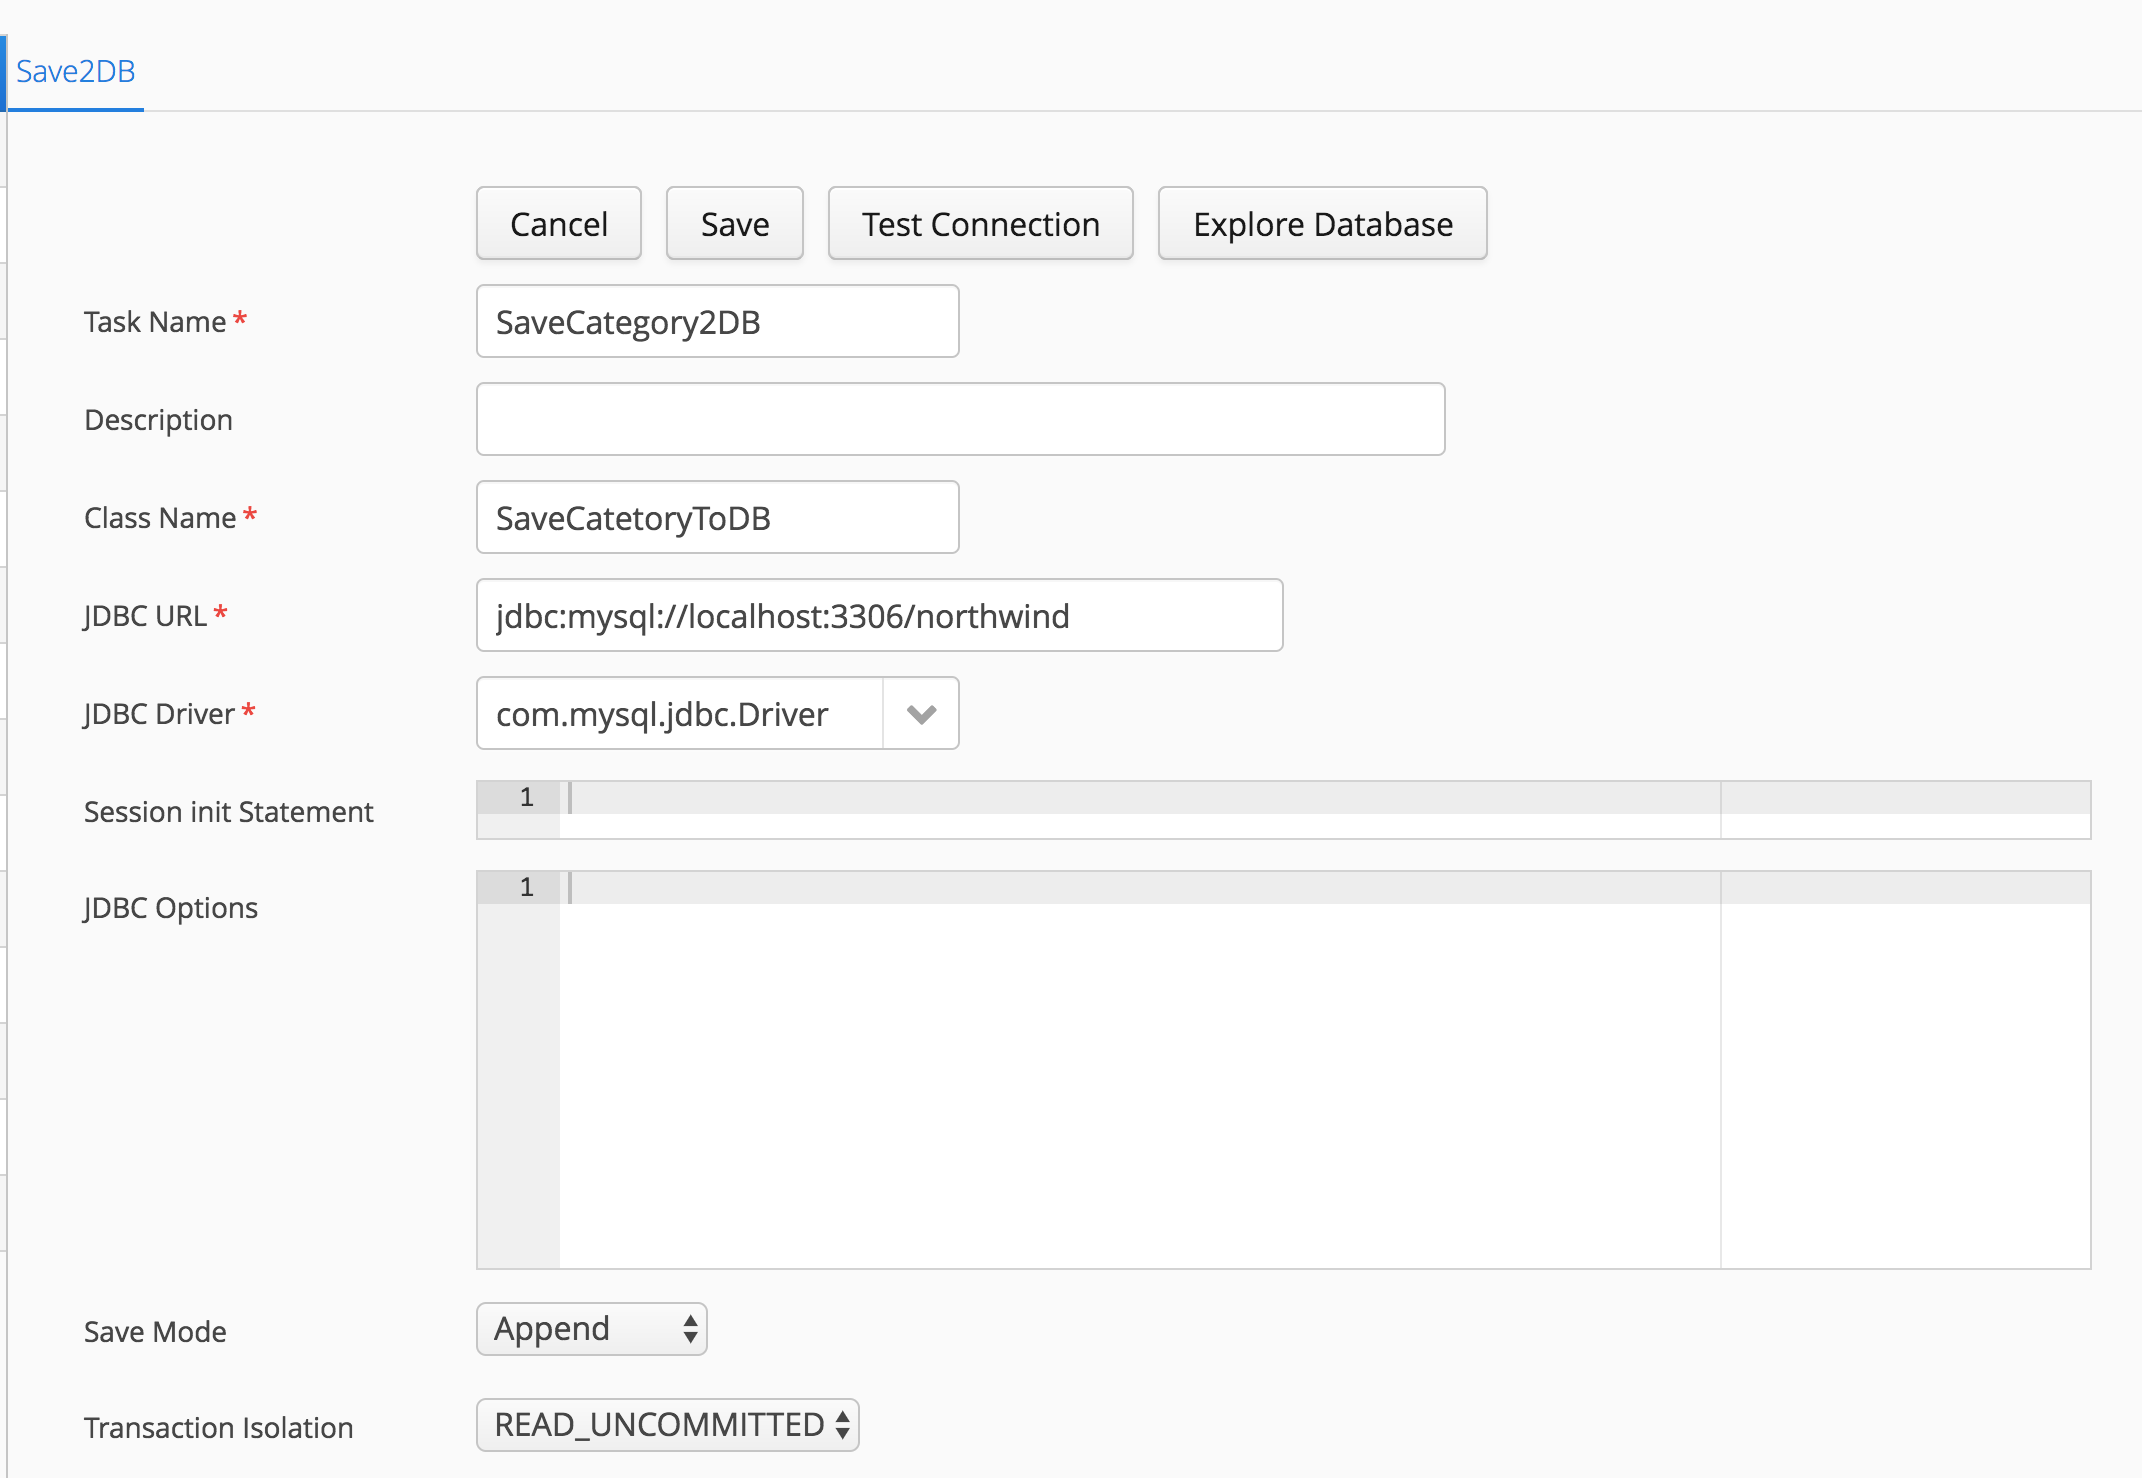 Save2DB
Cancel Save Test Connection Explore Database
Task Name * SaveCategory2DB
Description
Class Name * SaveCatetoryToDB
JDBC URL * jdbc:mysql://localhost:3306/northwind
JDBC Driver * com.mysql.jdbc.Driver
Session init Statement 1
JDBC Options 1
Save Mode Append
Transaction Isolation READ_UNCOMMITTED